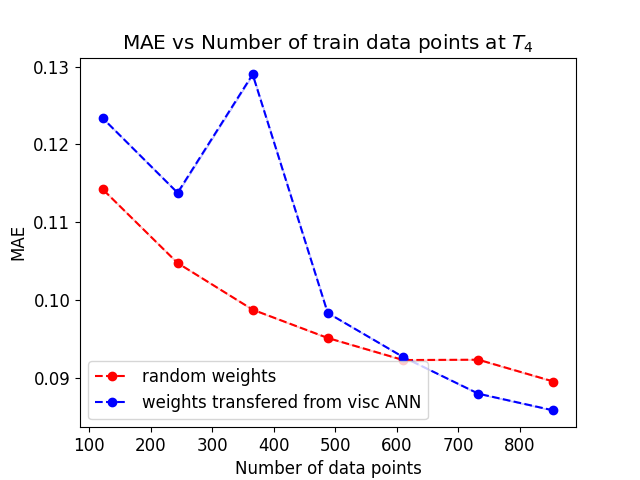 MAE vs Number of train data points at T₄
0.13
0.12
0.11
0.10
0.09
MAE
random weights
weights transfered from visc ANN
100 200 300 400 500 600 700 800
Number of data points